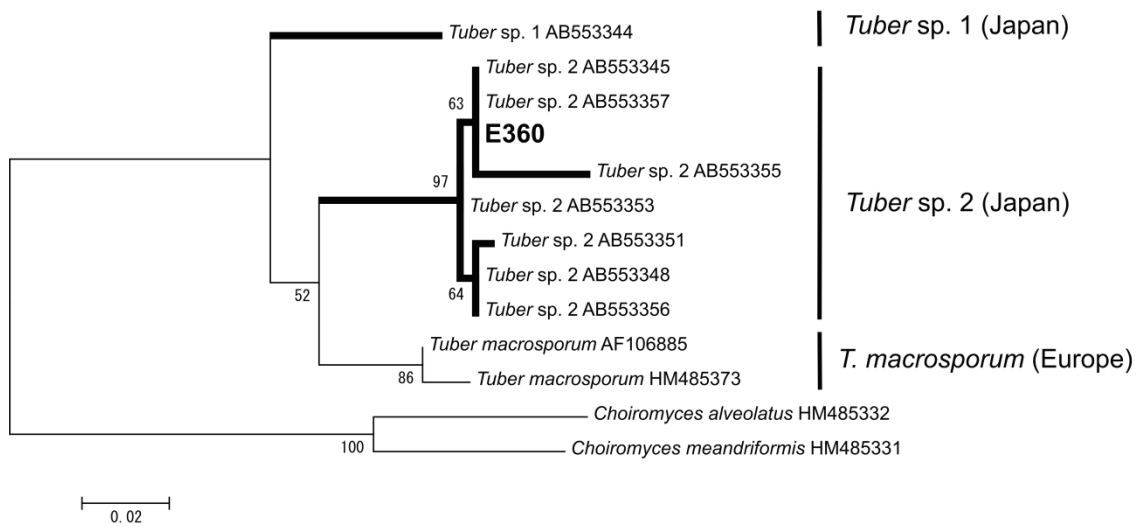 Tuber sp. 1 AB553344
Tuber sp. 1 (Japan)
Tuber sp. 2 AB553345
63
Tuber sp. 2 AB553357
E360
Tuber sp. 2 AB553355
97
Tuber sp. 2 AB553353
Tuber sp. 2 (Japan)
Tuber sp. 2 AB553351
Tuber sp. 2 AB553348
64
52
Tuber sp. 2 AB553356
Tuber macrosporum AF106885
T. macrosporum (Europe)
86
Tuber macrosporum HM485373
Choiromyces alveolatus HM485332
100
Choiromyces meandriformis HM485331
0.02